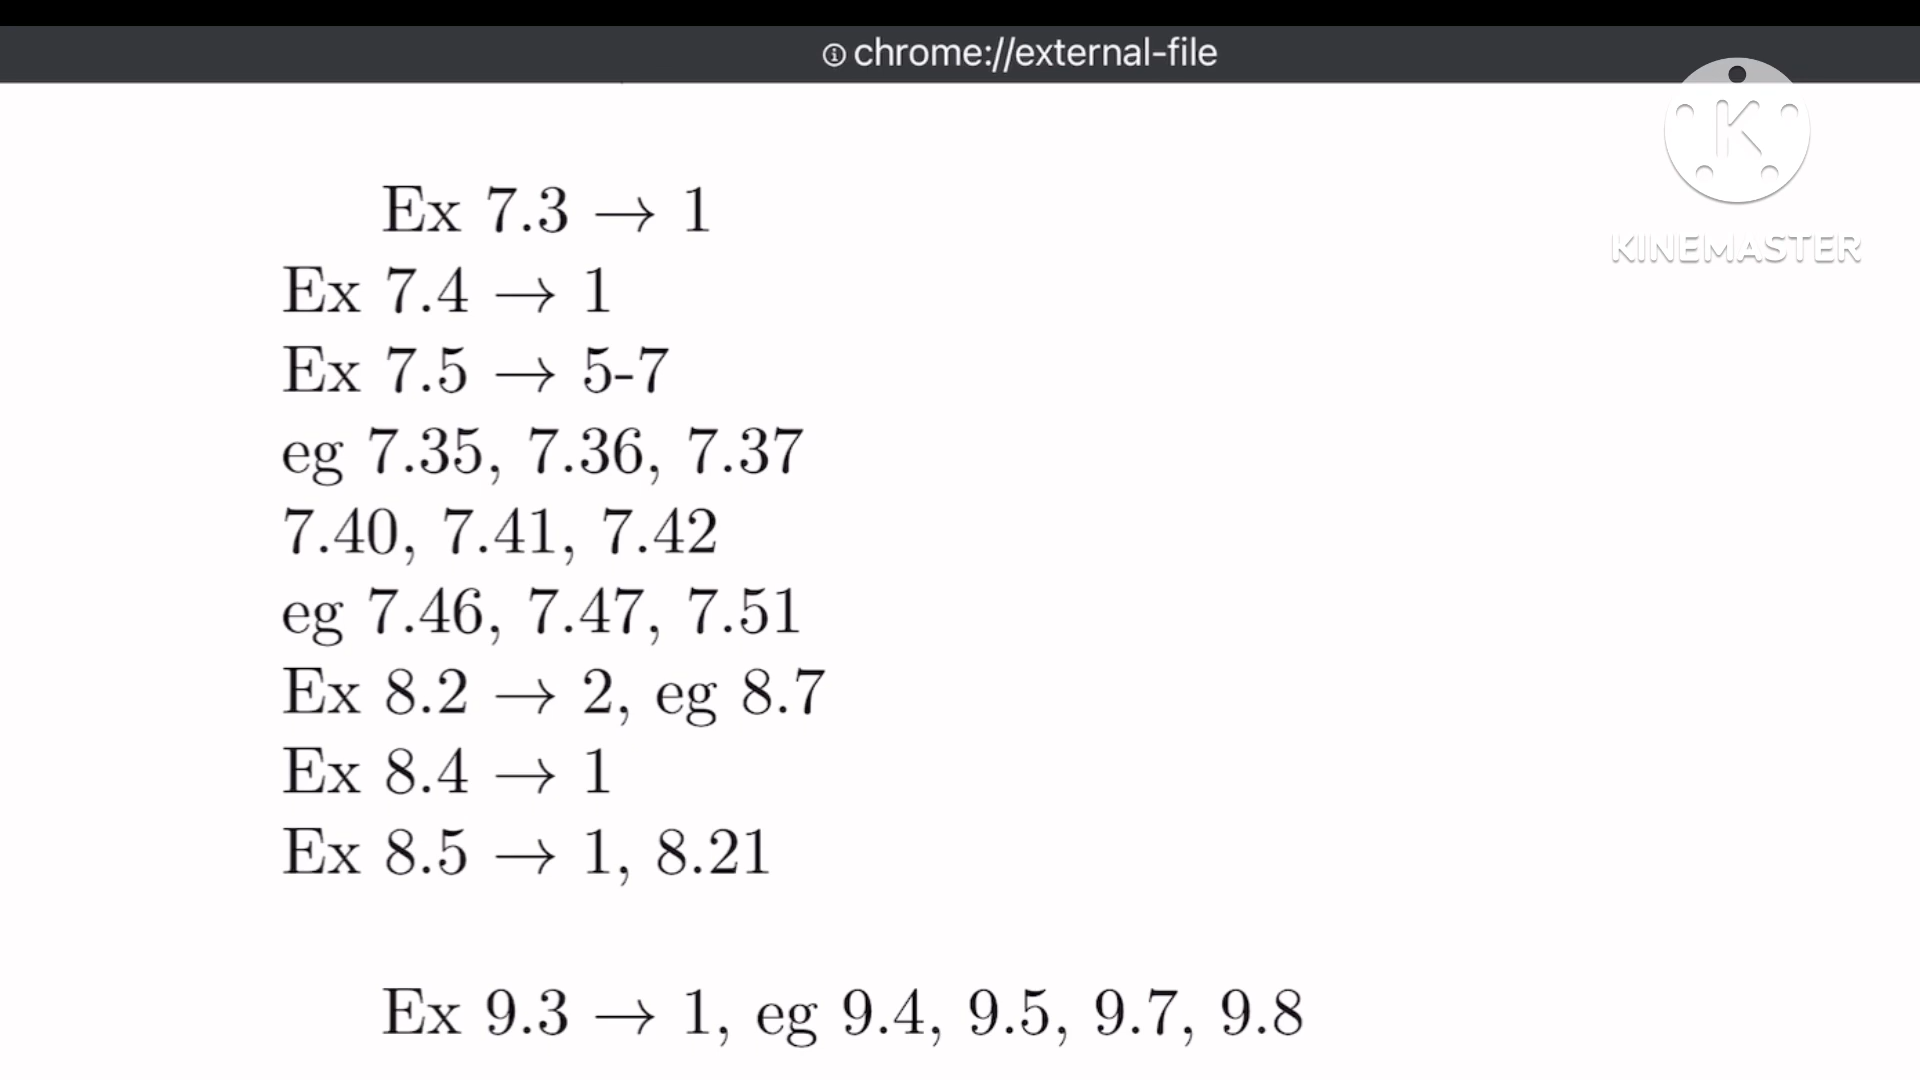 chrome://external-file
KINEMASTER
Ex 7.3 → 1
Ex 7.4 → 1
Ex 7.5 → 5-7
eg 7.35, 7.36, 7.37
7.40, 7.41, 7.42
eg 7.46, 7.47, 7.51
Ex 8.2 → 2, eg 8.7
Ex 8.4 → 1
Ex 8.5 → 1, 8.21
Ex 9.3 → 1, eg 9.4, 9.5, 9.7, 9.8